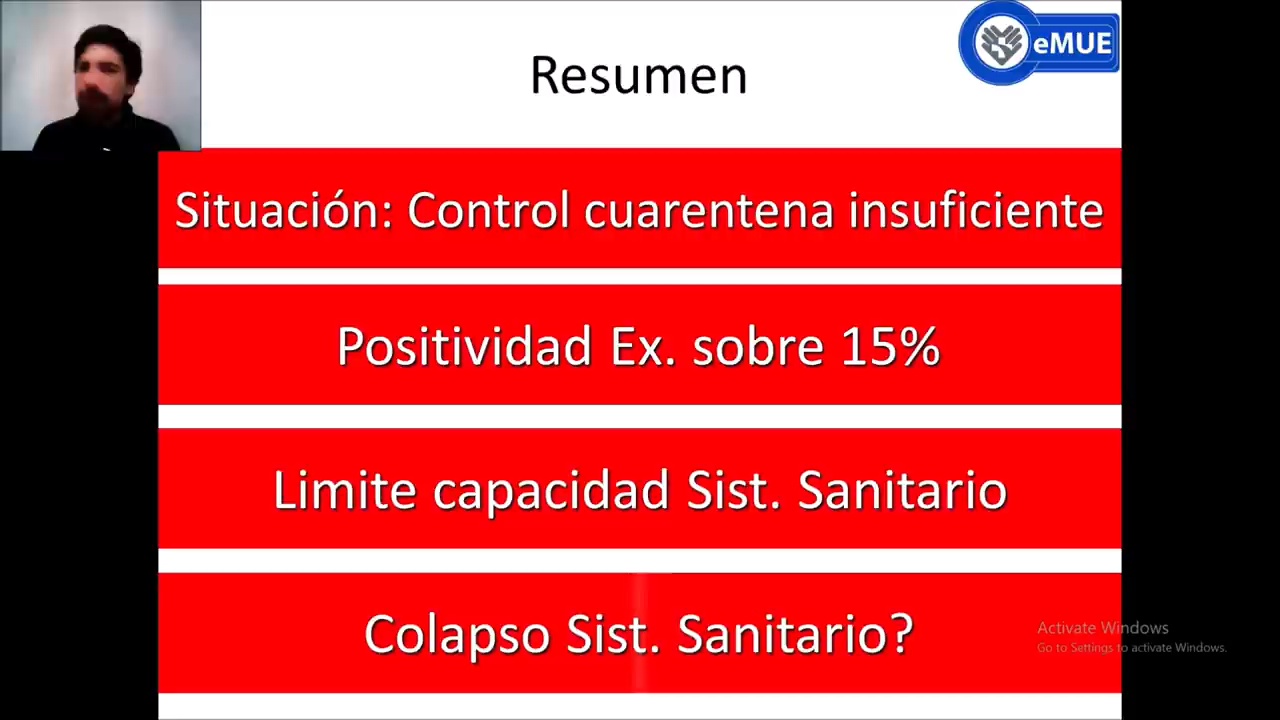 Resumen
eMUE
Situación: Control cuarentena insuficiente
Positividad Ex. sobre 15%
Limite capacidad Sist. Sanitario
Colapso Sist. Sanitario?
Activate Windows
Go to Settings to activate Windows.